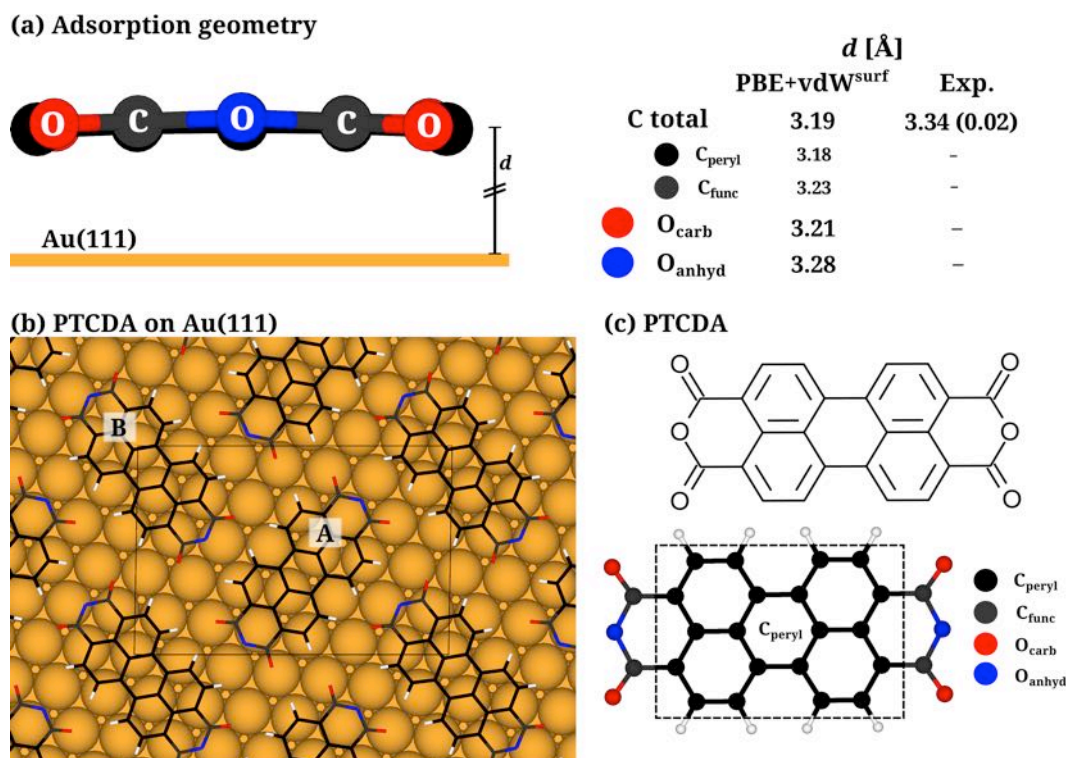 (a) Adsorption geometry
O C O C O
d
Au(111)
d [Å]
PBE+vdW^surf Exp.
C total 3.19 3.34 (0.02)
C_peryl 3.18 –
C_func 3.23 –
O_carb 3.21 –
O_anhyd 3.28 –
(b) PTCDA on Au(111)
B
A
(c) PTCDA
O O
O O
O O
C_peryl
C_peryl
C_func
O_carb
O_anhyd